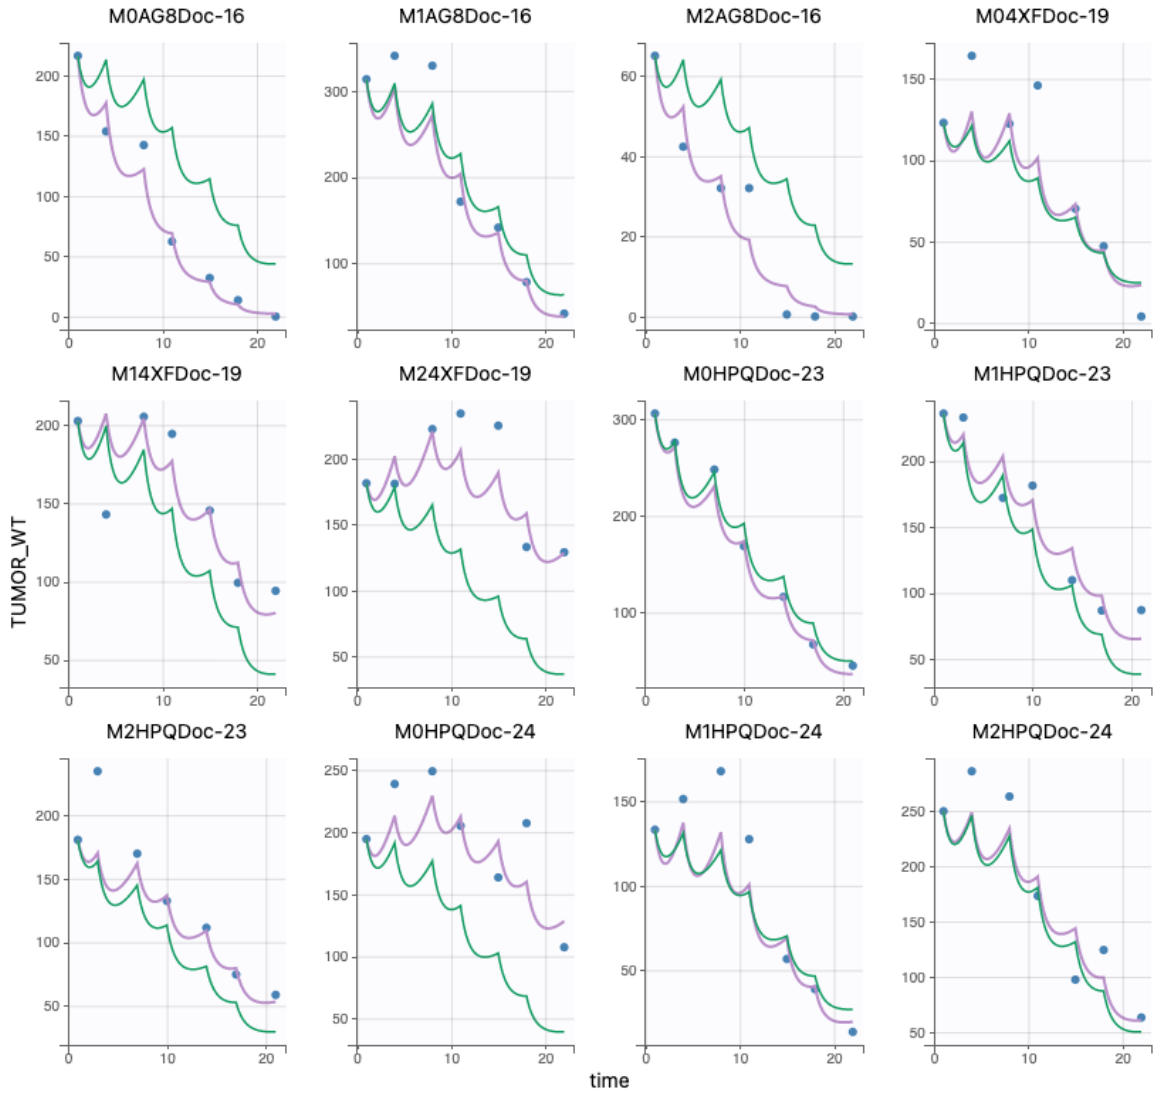 M0AG8Doc-16 M1AG8Doc-16 M2AG8Doc-16 M04XFDoc-19
200 150 100 50 0
300 200 100
60 40 20 0
150 100 50 0
0 10 20 0 10 20 0 10 20 0 10 20
M14XFDoc-19 M24XFDoc-19 M0HPQDoc-23 M1HPQDoc-23
TUMOR_WT
200 150 100 50
200 150 100 50
300 200 100
200 150 100 50
0 10 20 0 10 20 0 10 20 0 10 20
M2HPQDoc-23 M0HPQDoc-24 M1HPQDoc-24 M2HPQDoc-24
200 150 100 50
250 200 150 100 50
150 100 50
250 200 150 100 50
0 10 20 0 10 20 0 10 20 0 10 20
time